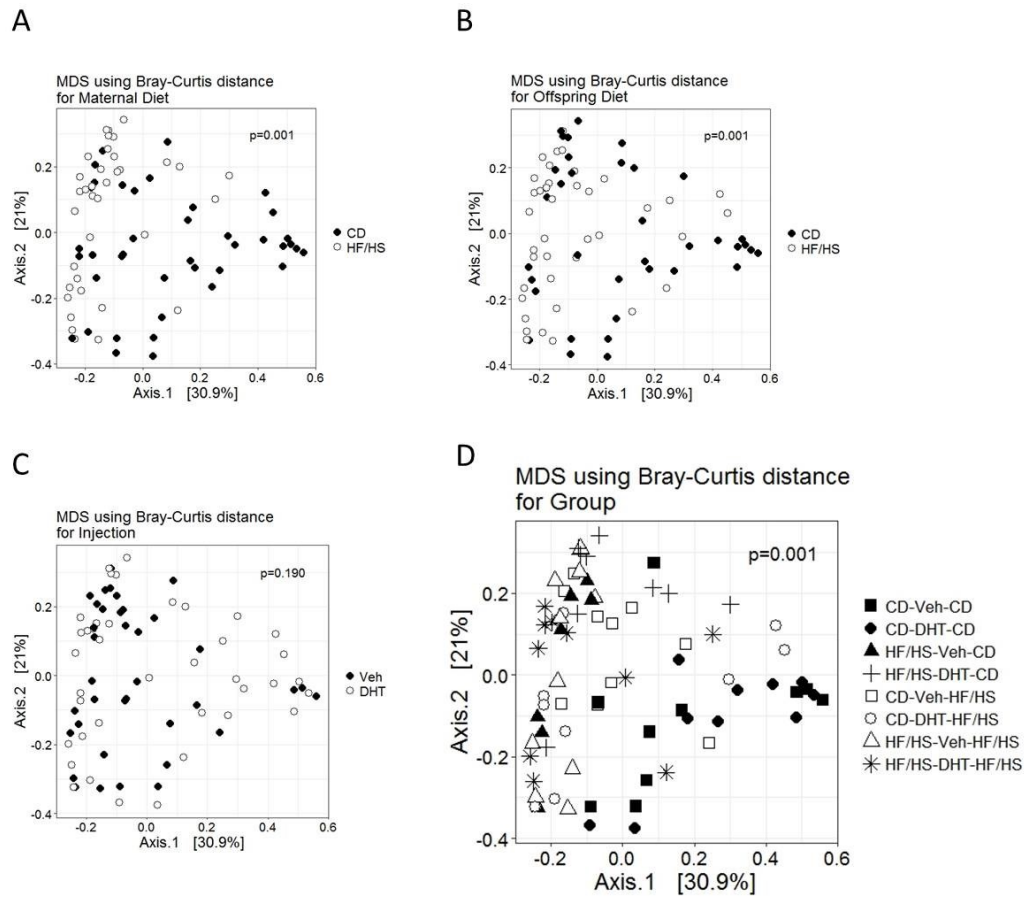 A
MDS using Bray-Curtis distance
for Maternal Diet
p=0.001
0.2
0.0
-0.2
-0.4
Axis.2 [21%]
-0.2 0.0 0.2 0.4 0.6
Axis.1 [30.9%]
CD
HF/HS
B
MDS using Bray-Curtis distance
for Offspring Diet
p=0.001
0.2
0.0
-0.2
-0.4
Axis.2 [21%]
-0.2 0.0 0.2 0.4 0.6
Axis.1 [30.9%]
CD
HF/HS
C
MDS using Bray-Curtis distance
for Injection
p=0.190
0.2
0.0
-0.2
-0.4
Axis.2 [21%]
-0.2 0.0 0.2 0.4 0.6
Axis.1 [30.9%]
Veh
DHT
D
MDS using Bray-Curtis distance
for Group
p=0.001
0.2
0.0
-0.2
-0.4
Axis.2 [21%]
-0.2 0.0 0.2 0.4 0.6
Axis.1 [30.9%]
CD-Veh-CD
CD-DHT-CD
HF/HS-Veh-CD
HF/HS-DHT-CD
CD-Veh-HF/HS
CD-DHT-HF/HS
HF/HS-Veh-HF/HS
HF/HS-DHT-HF/HS